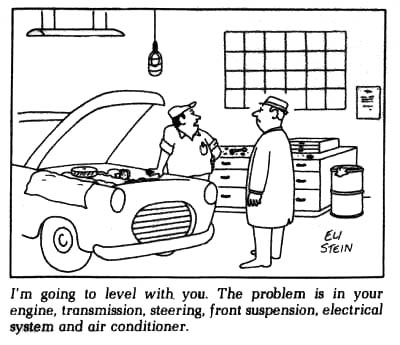 ELI
STEIN
I'm going to level with you. The problem is in your
engine, transmission, steering, front suspension, electrical
system and air conditioner.